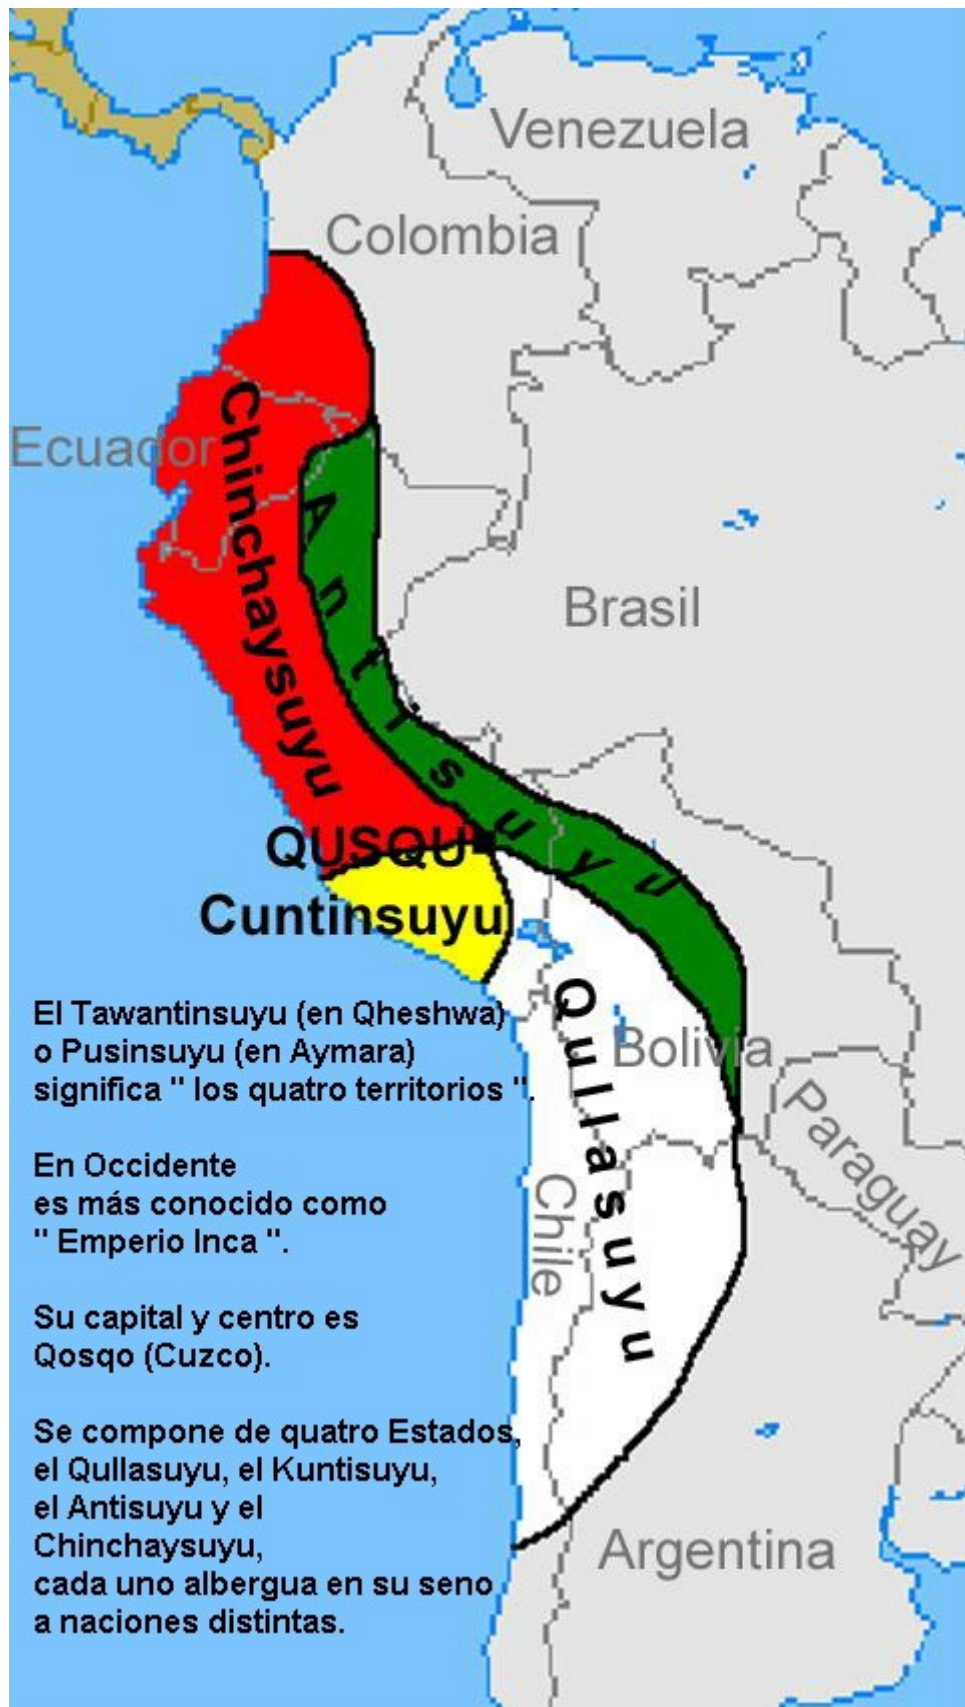 Venezuela
Colombia
Ecuador
Chinchaysuyu
Antisuyu
Brasil
QUSQU
Cuntinsuyu
Qullasuyu
Bolivia
Paraguay
Chile
Argentina
El Tawantinsuyu (en Qheshwa)
o Pusinsuyu (en Aymara)
significa " los quatro territorios ".
En Occidente
es más conocido como
" Emperio Inca ".
Su capital y centro es
Qosqo (Cuzco).
Se compone de quatro Estados,
el Qullasuyu, el Kuntisuyu,
el Antisuyu y el
Chinchaysuyu,
cada uno albergua en su seno
a naciones distintas.